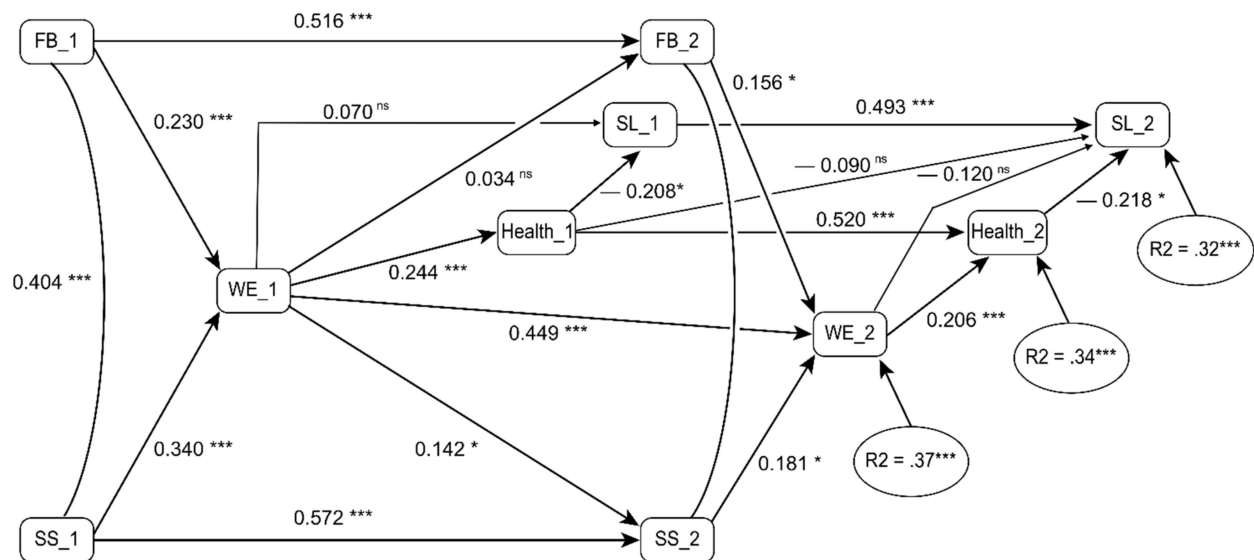 0.516 ***
FB_1
FB_2
0.156 *
0.070 ns
SL_1
0.493 ***
SL_2
0.230 ***
— 0.090 ns
0.034 ns
— 0.120 ns
— 0.208*
— 0.218 *
Health_1
0.520 ***
Health_2
R2 = .32***
0.244 ***
0.404 ***
WE_1
0.449 ***
WE_2
0.206 ***
R2 = .34***
0.340 ***
0.142 *
0.181 *
R2 = .37***
0.572 ***
SS_1
SS_2